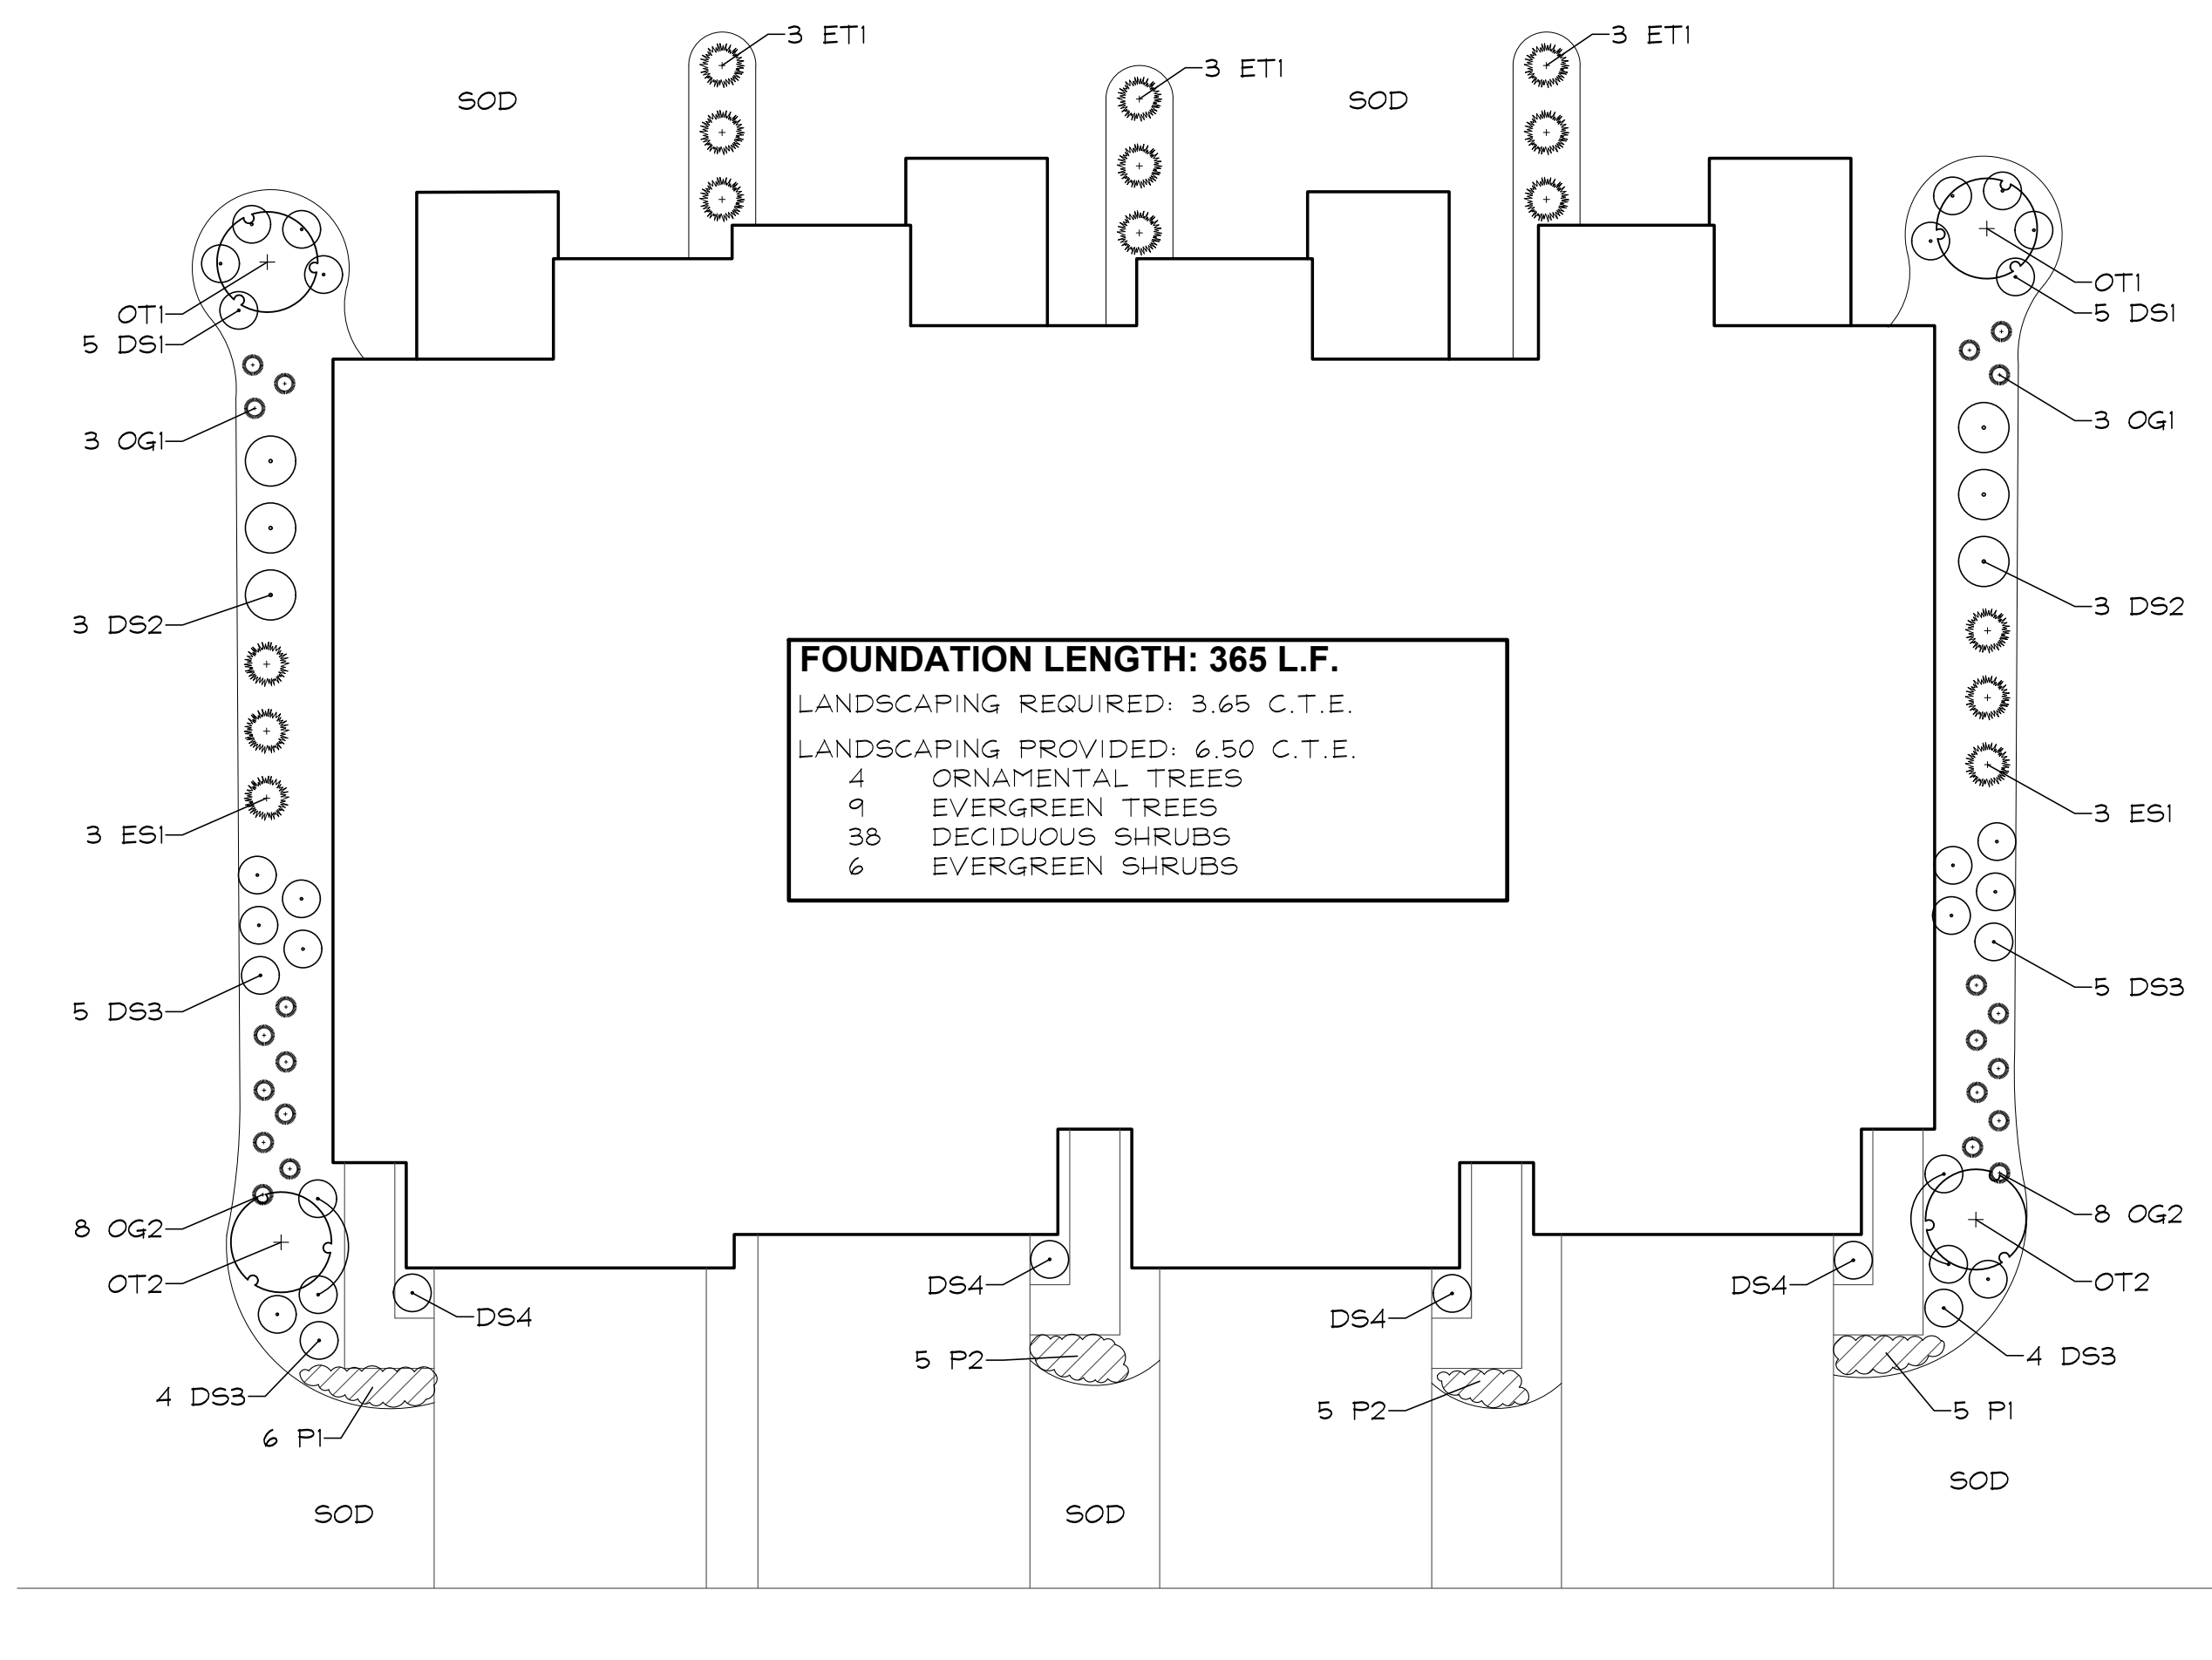 3 ET1
3 ET1
3 ET1
SOD
SOD
OT1
5 DS1
OT1
5 DS1
3 OG1
3 OG1
3 DS2
3 DS2
FOUNDATION LENGTH: 365 L.F.
LANDSCAPING REQUIRED: 3.65 C.T.E.
LANDSCAPING PROVIDED: 6.50 C.T.E.
4 ORNAMENTAL TREES
9 EVERGREEN TREES
38 DECIDUOUS SHRUBS
6 EVERGREEN SHRUBS
3 ES1
3 ES1
5 DS3
5 DS3
8 OG2
8 OG2
OT2
OT2
DS4
DS4
DS4
DS4
5 P2
4 DS3
4 DS3
5 P2
5 P1
6 P1
SOD
SOD
SOD